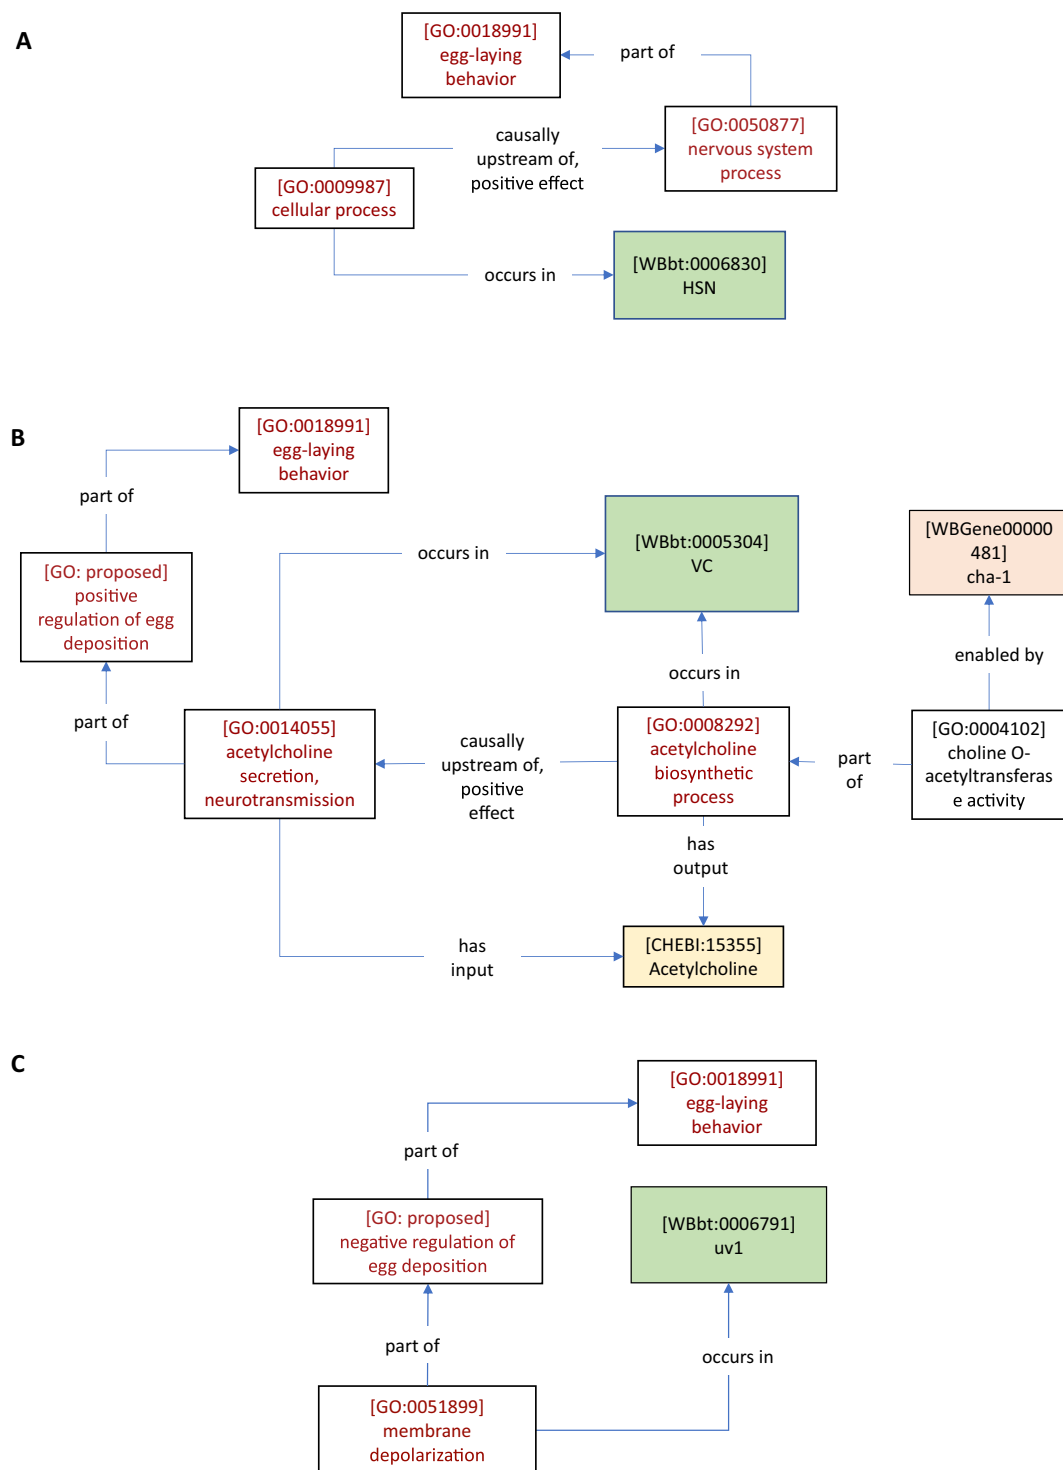 A
[GO:0018991]
egg-laying
behavior
part of
[GO:0050877]
nervous system
process
causally
upstream of,
positive effect
[GO:0009987]
cellular process
occurs in
[WBbt:0006830]
HSN
B
[GO:0018991]
egg-laying
behavior
part of
[GO: proposed]
positive
regulation of egg
deposition
part of
occurs in
[WBbt:0005304]
VC
[WBGene00000
481]
cha-1
enabled by
occurs in
[GO:0014055]
acetylcholine
secretion,
neurotransmission
causally
upstream of,
positive
effect
[GO:0008292]
acetylcholine
biosynthetic
process
part
of
[GO:0004102]
choline O-
acetyltransferas
e activity
has
output
has
input
[CHEBI:15355]
Acetylcholine
C
[GO:0018991]
egg-laying
behavior
part of
[GO: proposed]
negative regulation of
egg deposition
[WBbt:0006791]
uv1
part of
occurs in
[GO:0051899]
membrane
depolarization